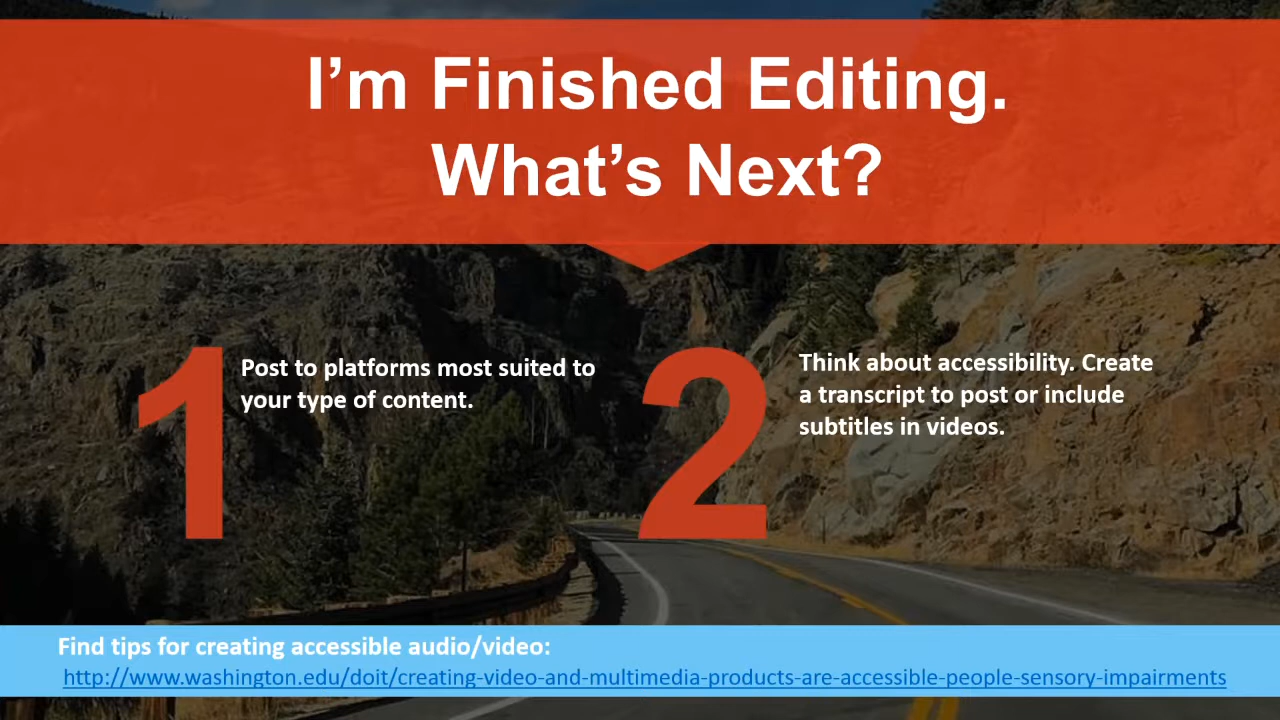 I’m Finished Editing.
What’s Next?
1
Post to platforms most suited to
your type of content.
2
Think about accessibility. Create
a transcript to post or include
subtitles in videos.
Find tips for creating accessible audio/video:
http://www.washington.edu/doit/creating-video-and-multimedia-products-are-accessible-people-sensory-impairments